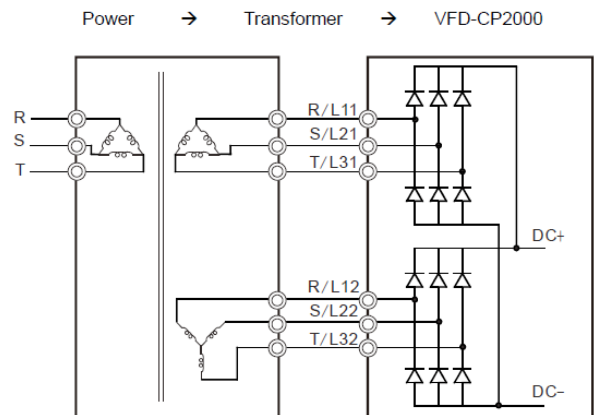 Power → Transformer → VFD-CP2000
R
S
T
R/L11
S/L21
T/L31
DC+
R/L12
S/L22
T/L32
DC−